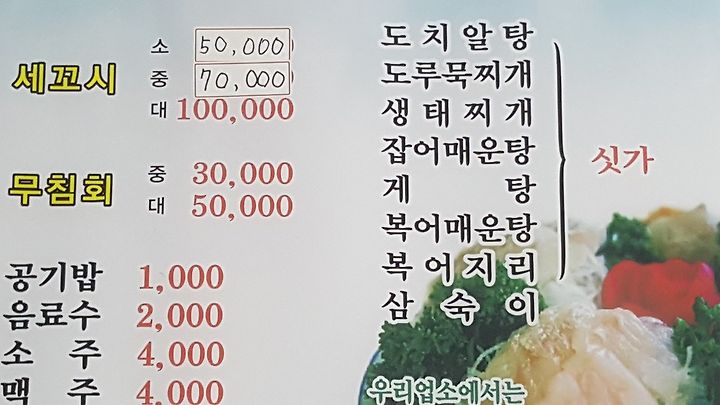 세꼬시
소 50,000
중 70,000
대 100,000
무침회
중 30,000
대 50,000
공기밥 1,000
음료수 2,000
소 주 4,000
맥 주 4,000
도치알탕
도루묵찌개
생태찌개
잡어매운탕
게 탕
복어매운탕
복어지리
삼숙이
싯가
우리업소에서는